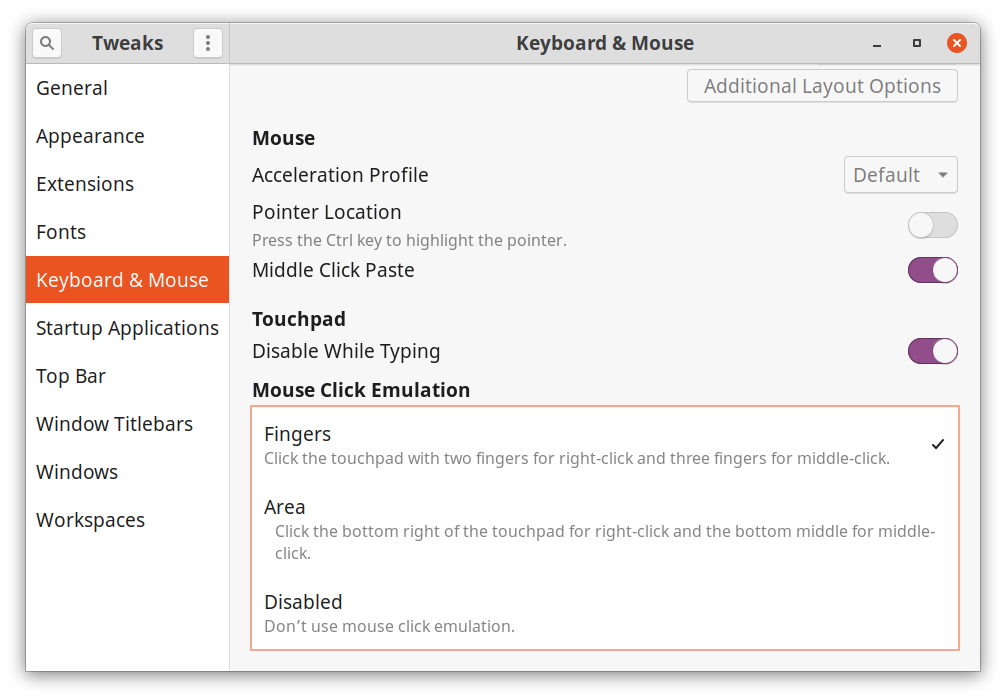 Tweaks
Keyboard & Mouse
General
Appearance
Extensions
Fonts
Keyboard & Mouse
Startup Applications
Top Bar
Window Titlebars
Windows
Workspaces
Additional Layout Options
Mouse
Acceleration Profile
Default
Pointer Location
Press the Ctrl key to highlight the pointer.
Middle Click Paste
Touchpad
Disable While Typing
Mouse Click Emulation
Fingers
Click the touchpad with two fingers for right-click and three fingers for middle-click.
Area
Click the bottom right of the touchpad for right-click and the bottom middle for middle-
click.
Disabled
Don’t use mouse click emulation.